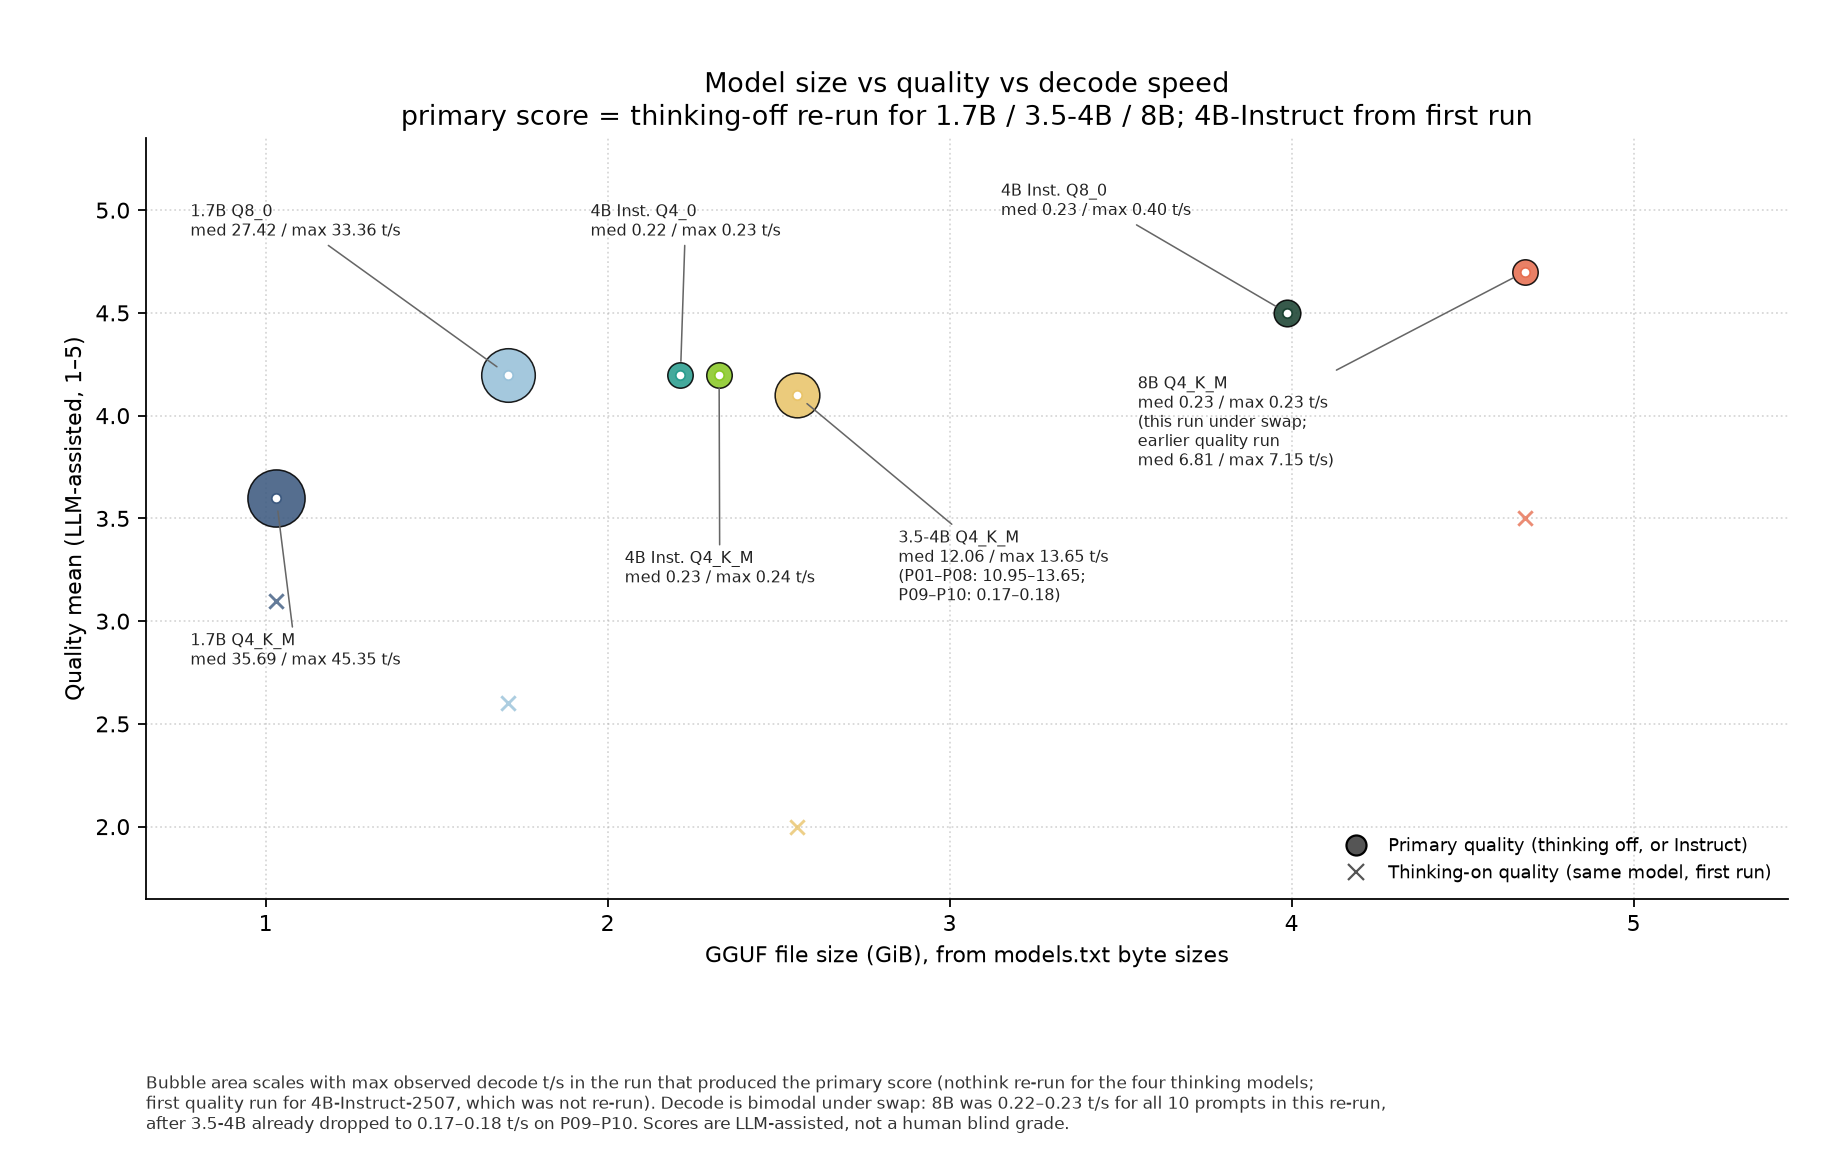 Model size vs quality vs decode speed
primary score = thinking-off re-run for 1.7B / 3.5-4B / 8B; 4B-Instruct from first run
Quality mean (LLM-assisted, 1–5)
5.0
4.5
4.0
3.5
3.0
2.5
2.0
1.7B Q8_0
med 27.42 / max 33.36 t/s
4B Inst. Q4_0
med 0.22 / max 0.23 t/s
4B Inst. Q8_0
med 0.23 / max 0.40 t/s
8B Q4_K_M
med 0.23 / max 0.23 t/s
(this run under swap;
earlier quality run
med 6.81 / max 7.15 t/s)
3.5-4B Q4_K_M
med 12.06 / max 13.65 t/s
(P01–P08: 10.95–13.65;
P09–P10: 0.17–0.18)
4B Inst. Q4_K_M
med 0.23 / max 0.24 t/s
1.7B Q4_K_M
med 35.69 / max 45.35 t/s
Primary quality (thinking off, or Instruct)
Thinking-on quality (same model, first run)
1
2
3
4
5
GGUF file size (GiB), from models.txt byte sizes
Bubble area scales with max observed decode t/s in the run that produced the primary score (nothink re-run for the four thinking models;
first quality run for 4B-Instruct-2507, which was not re-run). Decode is bimodal under swap: 8B was 0.22–0.23 t/s for all 10 prompts in this re-run,
after 3.5-4B already dropped to 0.17–0.18 t/s on P09–P10. Scores are LLM-assisted, not a human blind grade.